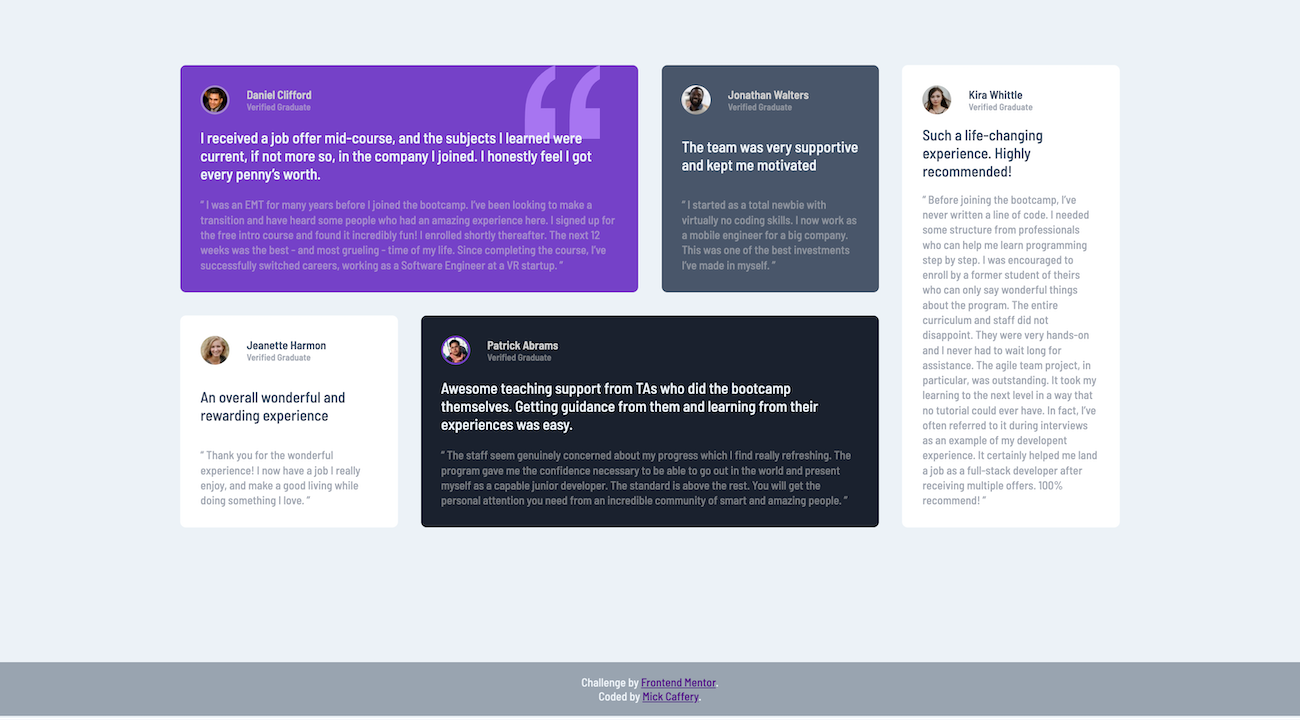 Daniel Clifford
Verified Graduate
I received a job offer mid-course, and the subjects I learned were
current, if not more so, in the company I joined. I honestly feel I got
every penny’s worth.
“ I was an EMT for many years before I joined the bootcamp. I’ve been looking to make a
transition and have heard some people who had an amazing experience here. I signed up for
the free intro course and found it incredibly fun! I enrolled shortly thereafter. The next 12
weeks was the best - and most grueling - time of my life. Since completing the course, I’ve
successfully switched careers, working as a Software Engineer at a VR startup. ”
Jonathan Walters
Verified Graduate
The team was very supportive
and kept me motivated
“ I started as a total newbie with
virtually no coding skills. I now work as
a mobile engineer for a big company.
This was one of the best investments
I’ve made in myself. ”
Kira Whittle
Verified Graduate
Such a life-changing
experience. Highly
recommended!
“ Before joining the bootcamp, I’ve
never written a line of code. I needed
some structure from professionals
who can help me learn programming
step by step. I was encouraged to
enroll by a former student of theirs
who can only say wonderful things
about the program. The entire
curriculum and staff did not
disappoint. They were very hands-on
and I never had to wait long for
assistance. The agile team project, in
particular, was outstanding. It took my
learning to the next level in a way that
no tutorial could ever have. In fact, I’ve
often referred to it during interviews
as an example of my developent
experience. It certainly helped me land
a job as a full-stack developer after
receiving multiple offers. 100%
recommend! ”
Jeanette Harmon
Verified Graduate
An overall wonderful and
rewarding experience
“ Thank you for the wonderful
experience! I now have a job I really
enjoy, and make a good living while
doing something I love. ”
Patrick Abrams
Verified Graduate
Awesome teaching support from TAs who did the bootcamp
themselves. Getting guidance from them and learning from their
experiences was easy.
“ The staff seem genuinely concerned about my progress which I find really refreshing. The
program gave me the confidence necessary to be able to go out in the world and present
myself as a capable junior developer. The standard is above the rest. You will get the
personal attention you need from an incredible community of smart and amazing people. ”
Challenge by Frontend Mentor.
Coded by Mick Caffery.